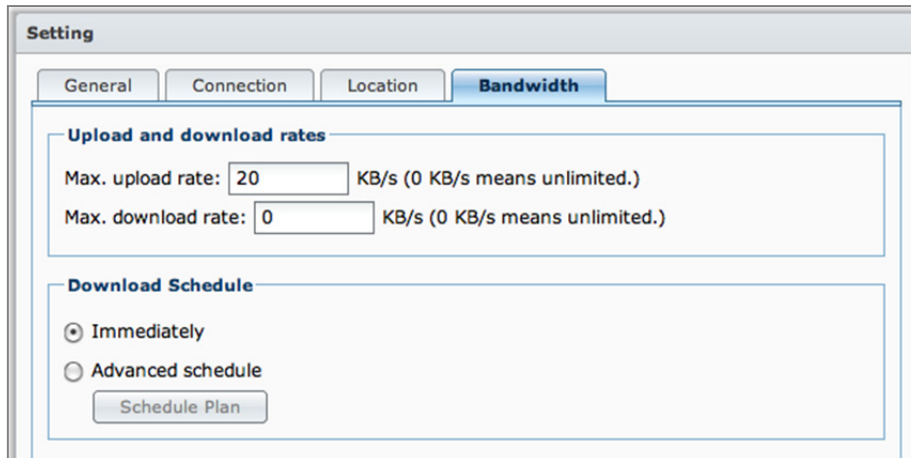 Setting
General Connection Location Bandwidth
Upload and download rates
Max. upload rate: 20 KB/s (0 KB/s means unlimited.)
Max. download rate: 0 KB/s (0 KB/s means unlimited.)
Download Schedule
Immediately
Advanced schedule
Schedule Plan